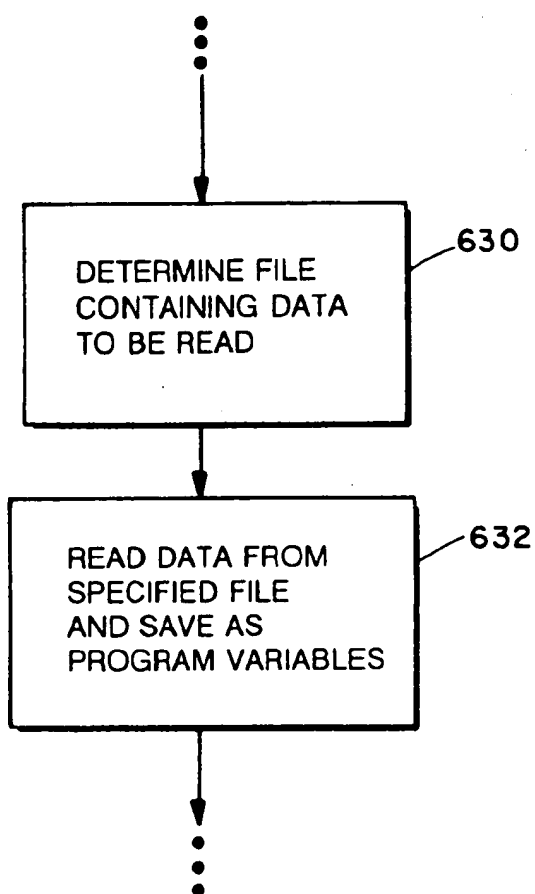 DETERMINE FILE
CONTAINING DATA
TO BE READ
630
READ DATA FROM
SPECIFIED FILE
AND SAVE AS
PROGRAM VARIABLES
632